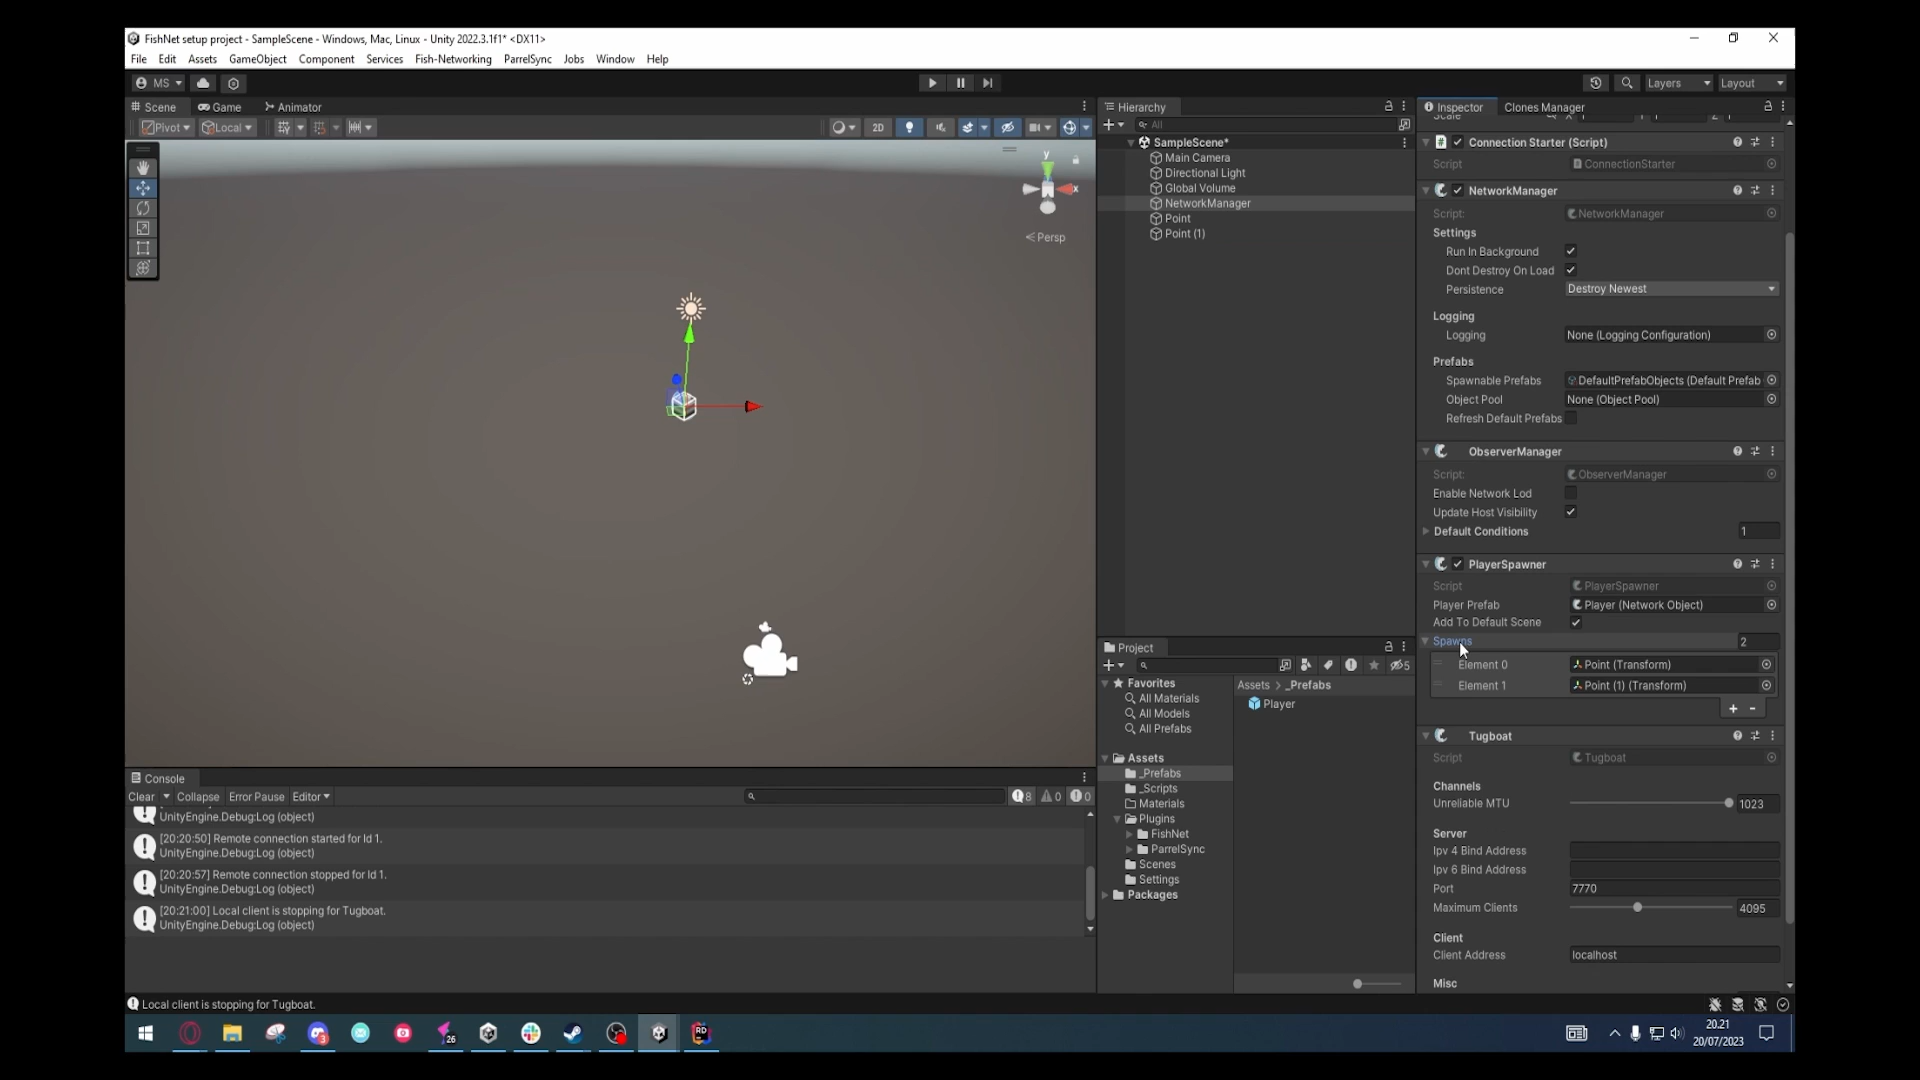 FishNet setup project - SampleScene - Windows, Mac, Linux - Unity 2022.3.1f1* <DX11>
File Edit Assets GameObject Component Services Fish-Networking ParrelSync Jobs Window Help
MS Layers Layout
Scene Game Animator
Pivot Local 2D
y
x
Persp
Hierarchy
All
SampleScene*
Main Camera
Directional Light
Global Volume
NetworkManager
Point
Point (1)
Inspector Clones Manager
Connection Starter (Script)
Script ConnectionStarter
NetworkManager
Script: NetworkManager
Settings
Run In Background
Dont Destroy On Load
Persistence Destroy Newest
Logging
Logging None (Logging Configuration)
Prefabs
Spawnable Prefabs DefaultPrefabObjects (Default Prefab
Object Pool None (Object Pool)
Refresh Default Prefabs
ObserverManager
Script: ObserverManager
Enable Network Lod
Update Host Visibility
Default Conditions 1
PlayerSpawner
Script PlayerSpawner
Player Prefab Player (Network Object)
Add To Default Scene
Spawns 2
Element 0 Point (Transform)
Element 1 Point (1) (Transform)
+ -
Tugboat
Script Tugboat
Channels
Unreliable MTU 1023
Server
Ipv 4 Bind Address
Ipv 6 Bind Address
Port 7770
Maximum Clients 4095
Client
Client Address localhost
Misc
Project
5
Favorites
All Materials
All Models
All Prefabs
Assets
_Prefabs
_Scripts
Materials
Plugins
FishNet
ParrelSync
Scenes
Settings
Packages
Assets > _Prefabs
Player
Console
Clear Collapse Error Pause Editor 8 0 0
UnityEngine.Debug:Log (object)
[20:20:50] Remote connection started for Id 1.
UnityEngine.Debug:Log (object)
[20:20:57] Remote connection stopped for Id 1.
UnityEngine.Debug:Log (object)
[20:21:00] Local client is stopping for Tugboat.
UnityEngine.Debug:Log (object)
Local client is stopping for Tugboat.
3 26 RD
20.21
20/07/2023